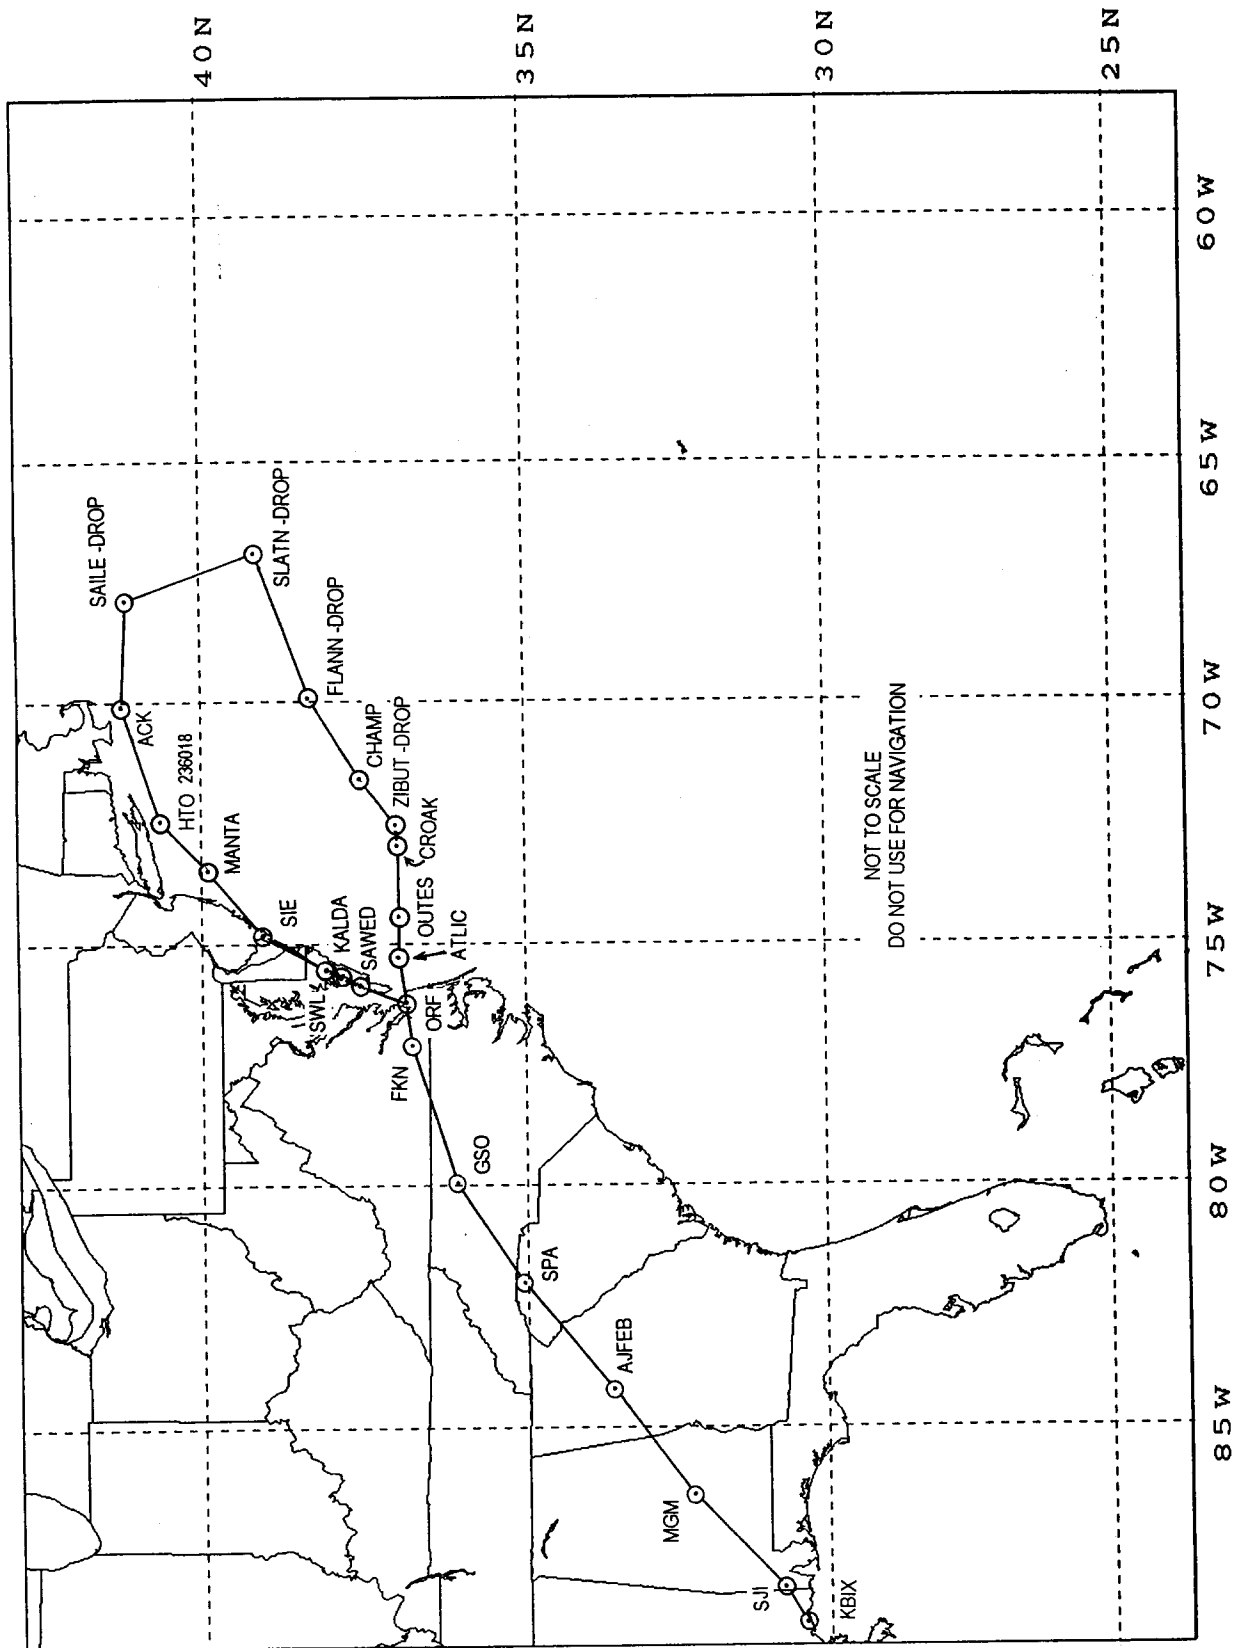 40N
35N
30N
25N
60W
65W
70W
75W
80W
85W
SAILE -DROP
SLATN -DROP
FLANN -DROP
ACK
CHAMP
ZIBUT -DROP
HTO 236018
CROAK
MANTA
OUTES
SIE
KALDA
SAWED
ATLIC
SWL
ORF
FKN
GSO
SPA
AJFEB
MGM
SJI
KBIX
NOT TO SCALE
DO NOT USE FOR NAVIGATION